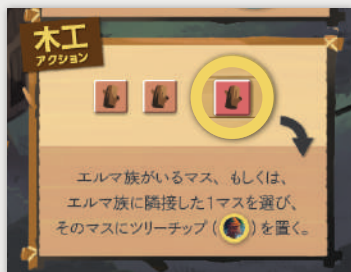 木工
アクション
エルマ族がいるマス、もしくは、
エルマ族に隣接した1マスを選び、
そのマスにツリーチップ（）を置く。